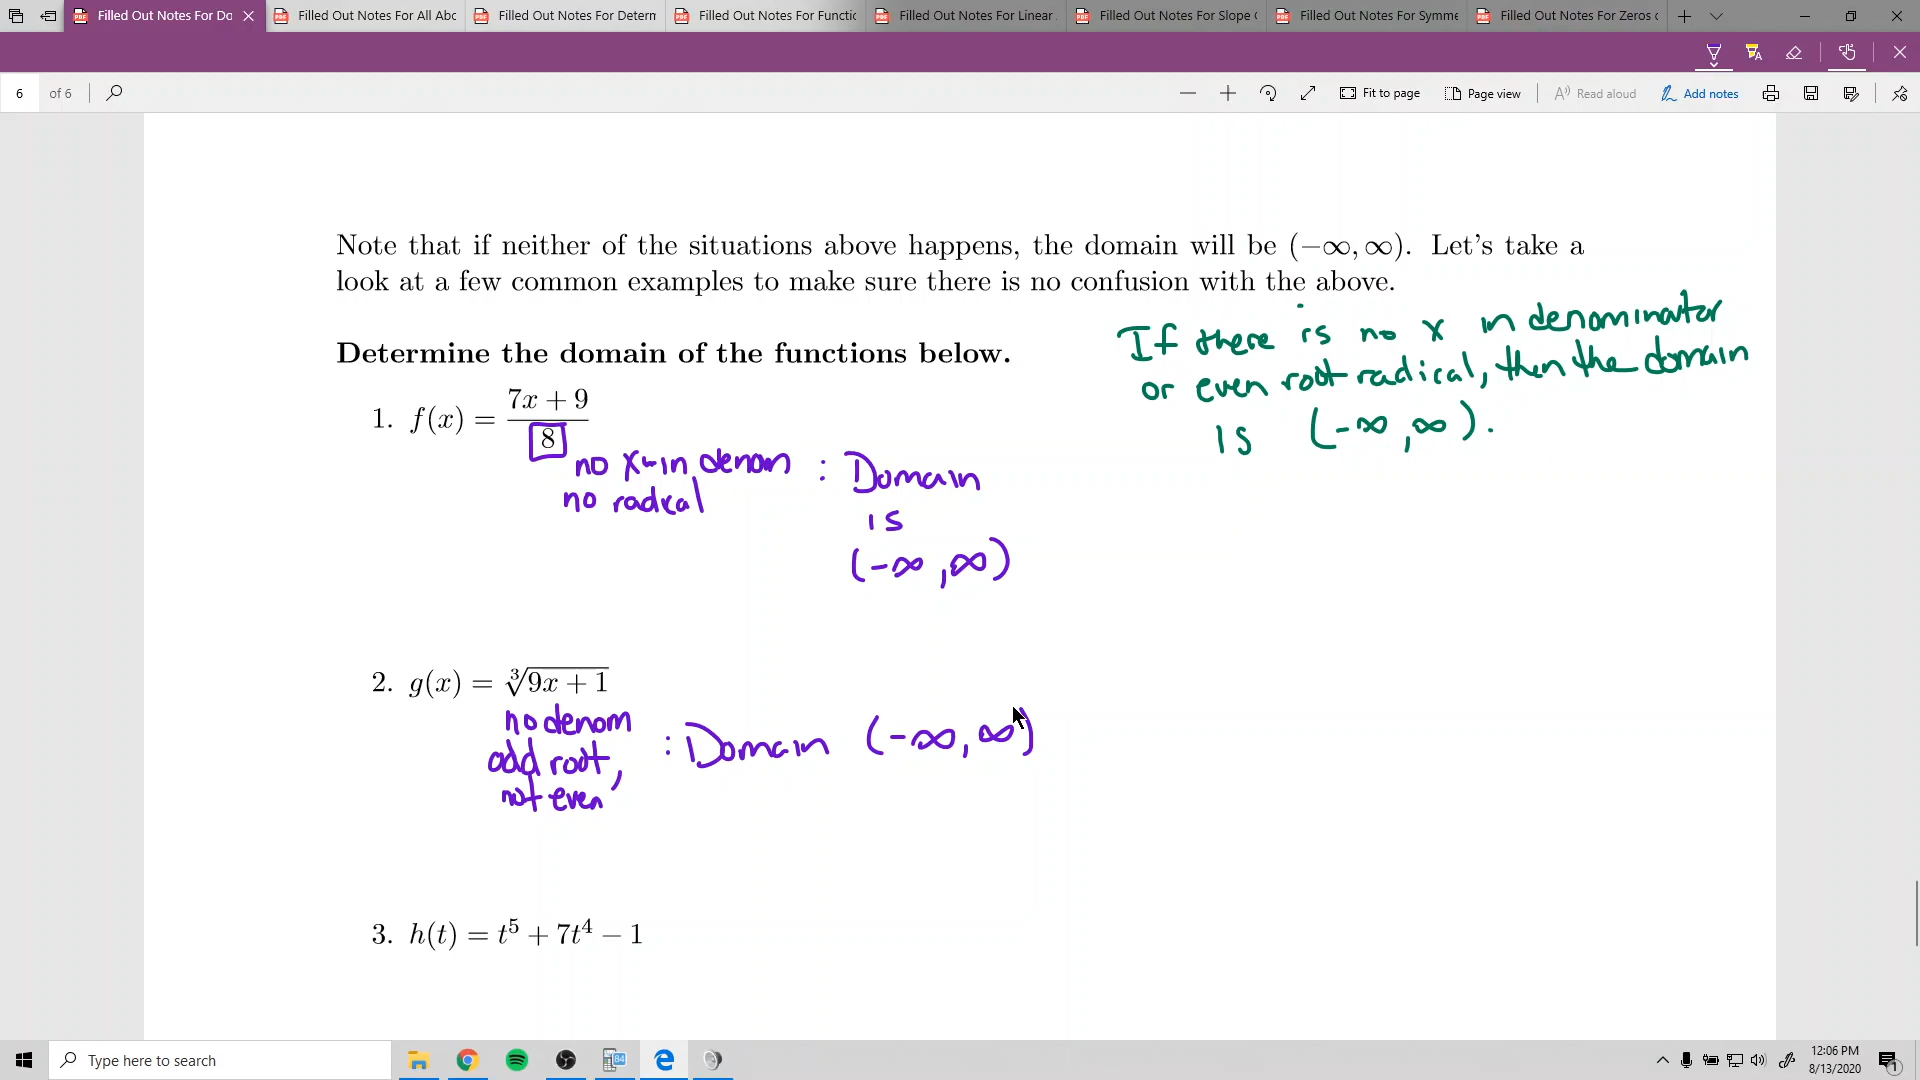 Filled Out Notes For Do
Filled Out Notes For All Abo
Filled Out Notes For Determ
Filled Out Notes For Functio
Filled Out Notes For Linear
Filled Out Notes For Slope
Filled Out Notes For Symme
Filled Out Notes For Zeros o
6 of 6
Fit to page
Page view
Read aloud
Add notes
Note that if neither of the situations above happens, the domain will be (−∞, ∞). Let's take a
look at a few common examples to make sure there is no confusion with the above.
If there is no x in denominator
or even root radical, then the domain
is (-∞, ∞).
Determine the domain of the functions below.
1. f(x) = \frac{7x + 9}{8}
no x in denom : Domain
no radical
is
(-∞, ∞)
2. g(x) = ∛(9x + 1)
no denom
odd root,
not even
: Domain (-∞, ∞)
3. h(t) = t⁵ + 7t⁴ − 1
Type here to search
84
12:06 PM
8/13/2020
1